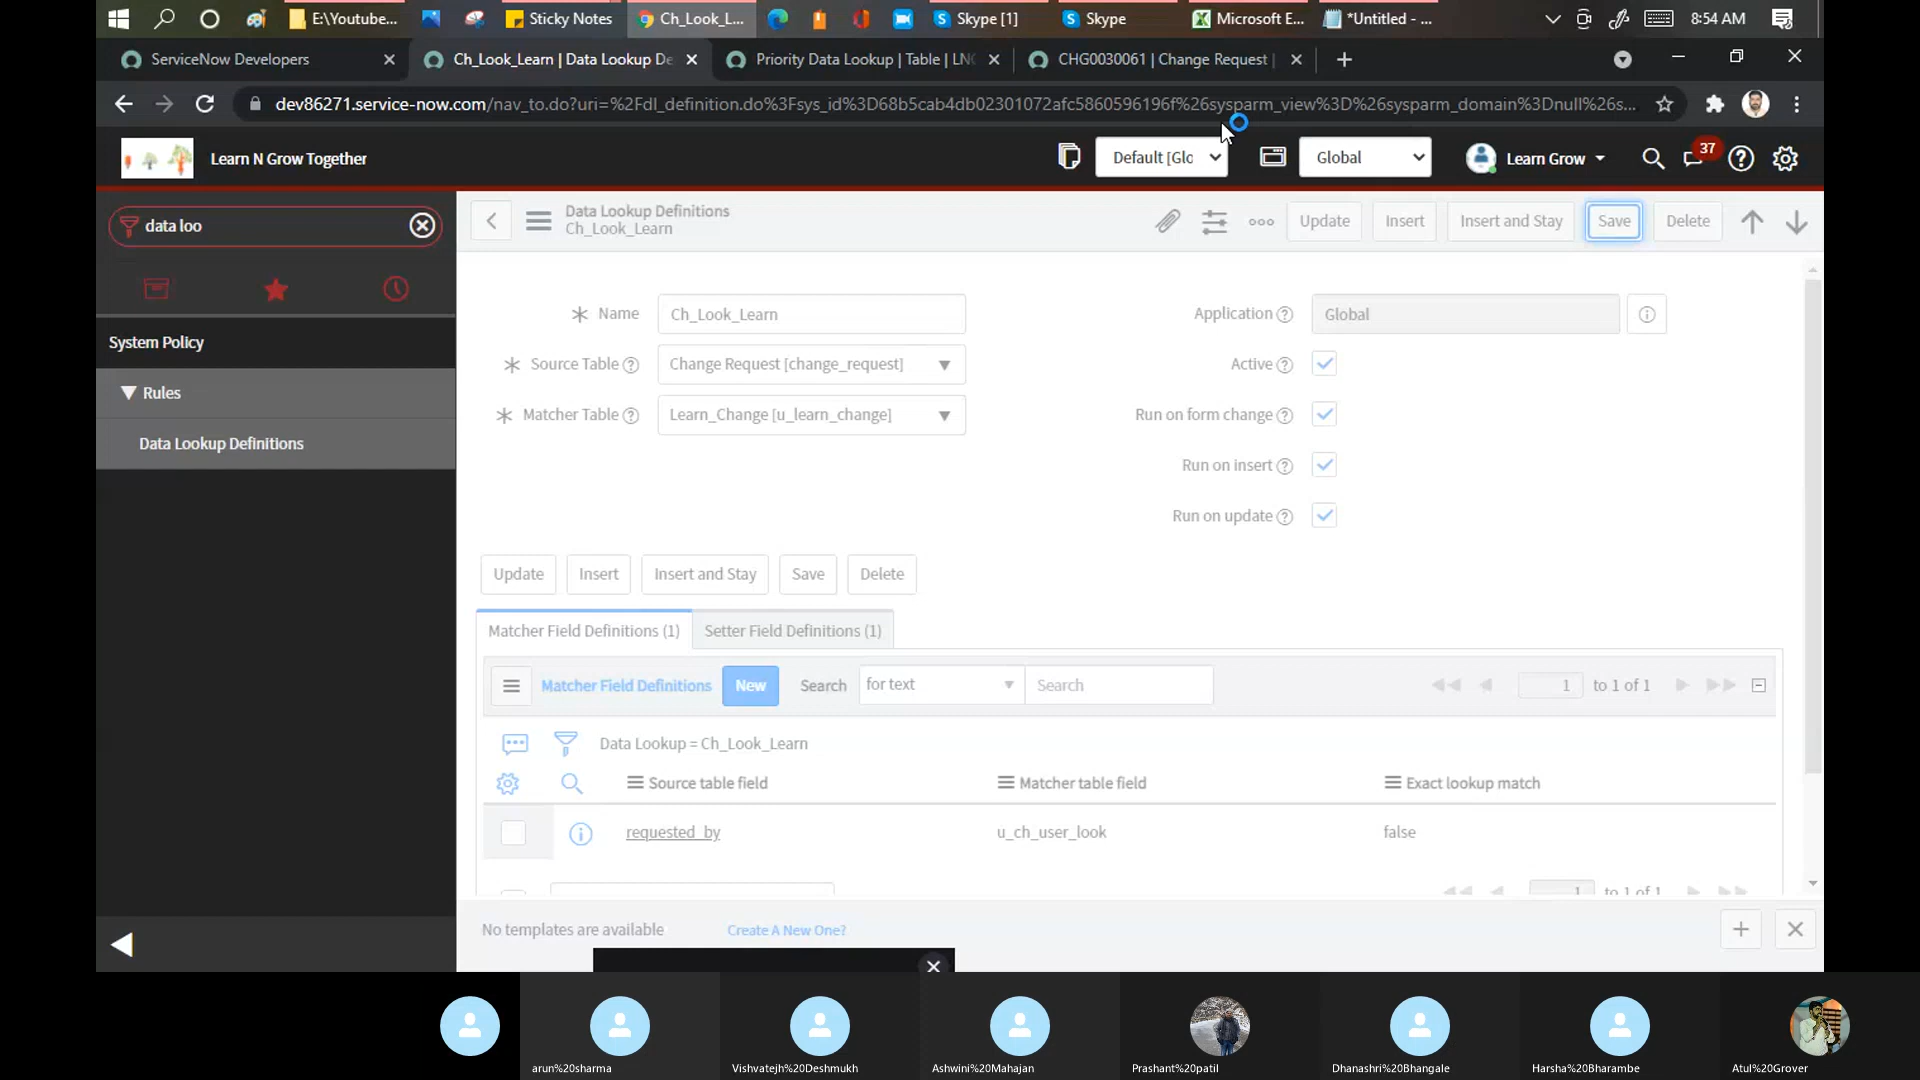 E:\Youtube...
Sticky Notes
Ch_Look_L...
Skype [1]
Skype
Microsoft E...
*Untitled - ...
8:54 AM
ServiceNow Developers
Ch_Look_Learn | Data Lookup De
Priority Data Lookup | Table | LNG
CHG0030061 | Change Request |
dev86271.service-now.com/nav_to.do?uri=%2Fdl_definition.do%3Fsys_id%3D68b5cab4db02301072afc5860596196f%26sysparm_view%3D%26sysparm_domain%3Dnull%26s...
Learn N Grow Together
Default [Glo
Global
Learn Grow
37
data loo
Data Lookup Definitions
Ch_Look_Learn
Update
Insert
Insert and Stay
Save
Delete
System Policy
Rules
Data Lookup Definitions
Name
Ch_Look_Learn
Application
Global
Source Table
Change Request [change_request]
Active
Matcher Table
Learn_Change [u_learn_change]
Run on form change
Run on insert
Run on update
Update
Insert
Insert and Stay
Save
Delete
Matcher Field Definitions (1)
Setter Field Definitions (1)
Matcher Field Definitions
New
Search
for text
Search
1
to 1 of 1
Data Lookup = Ch_Look_Learn
Source table field
Matcher table field
Exact lookup match
requested_by
u_ch_user_look
false
1
to 1 of 1
No templates are available
Create A New One?
arun%20sharma
Vishvatejh%20Deshmukh
Ashwini%20Mahajan
Prashant%20patil
Dhanashri%20Bhangale
Harsha%20Bharambe
Atul%20Grover